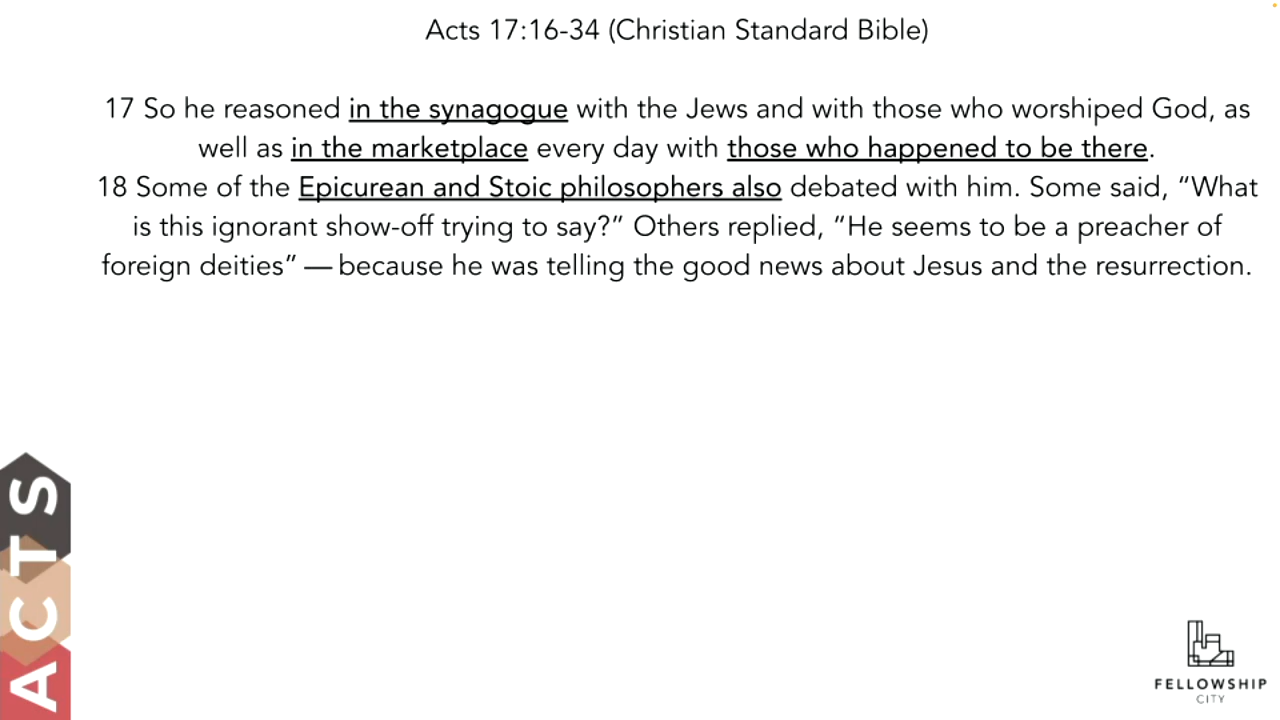 Acts 17:16-34 (Christian Standard Bible)
17 So he reasoned in the synagogue with the Jews and with those who worshiped God, as
well as in the marketplace every day with those who happened to be there.
18 Some of the Epicurean and Stoic philosophers also debated with him. Some said, “What
is this ignorant show-off trying to say?” Others replied, “He seems to be a preacher of
foreign deities” — because he was telling the good news about Jesus and the resurrection.
ACTS
FELLOWSHIP
CITY